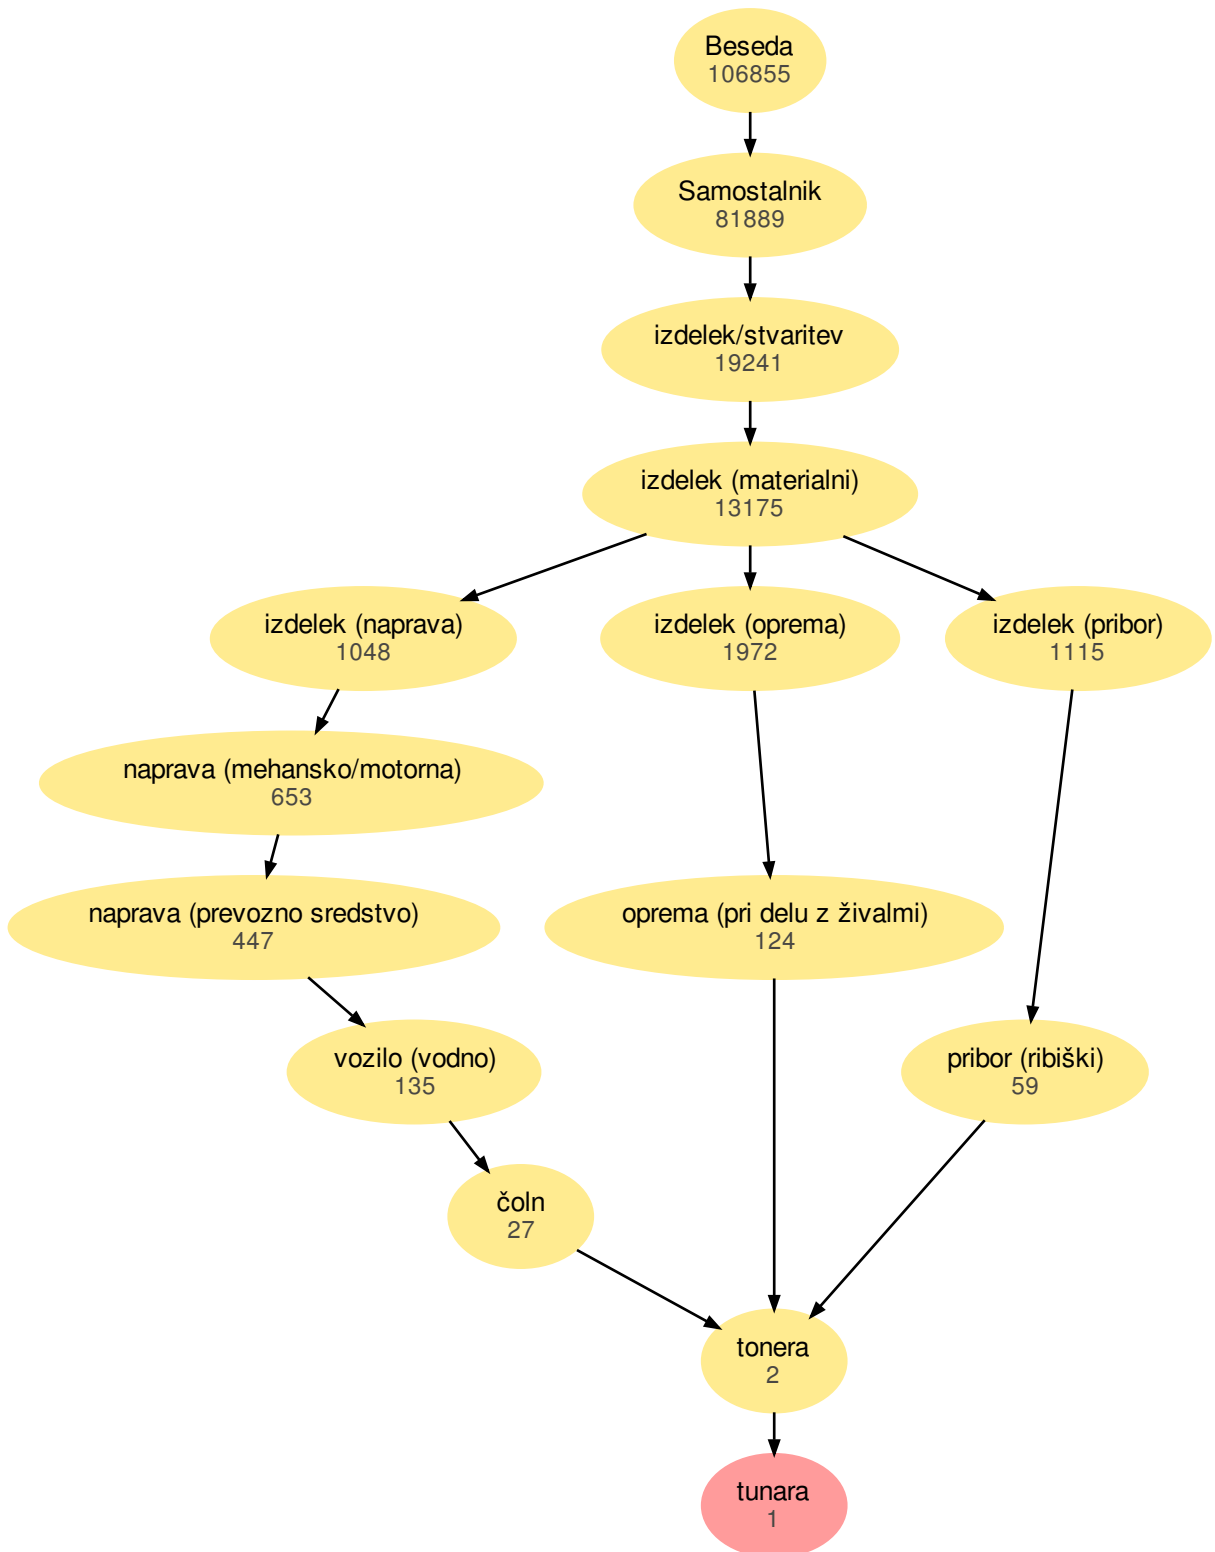 Beseda
106855
Samostalnik
81889
izdelek/stvaritev
19241
izdelek (materialni)
13175
izdelek (naprava)
1048
izdelek (oprema)
1972
izdelek (pribor)
1115
naprava (mehansko/motorna)
653
naprava (prevozno sredstvo)
447
oprema (pri delu z živalmi)
124
vozilo (vodno)
135
pribor (ribiški)
59
čoln
27
tonera
2
tunara
1